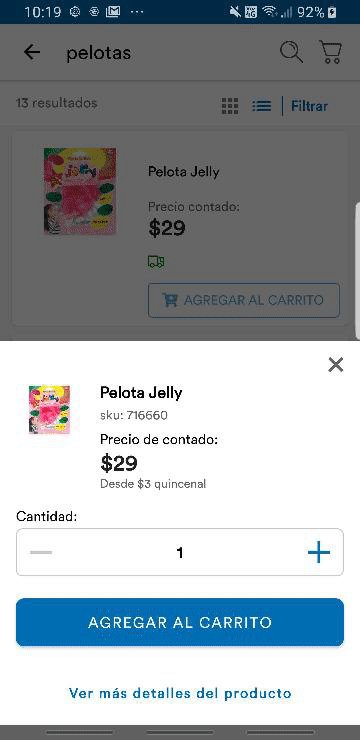 10:19 ... 92%
pelotas
13 resultados
Filtrar
Jelly
Pelota Jelly
Precio contado:
$29
AGREGAR AL CARRITO
Pelota Jelly
sku: 716660
Precio de contado:
$29
Desde $3 quincenal
Cantidad:
1
AGREGAR AL CARRITO
Ver más detalles del producto